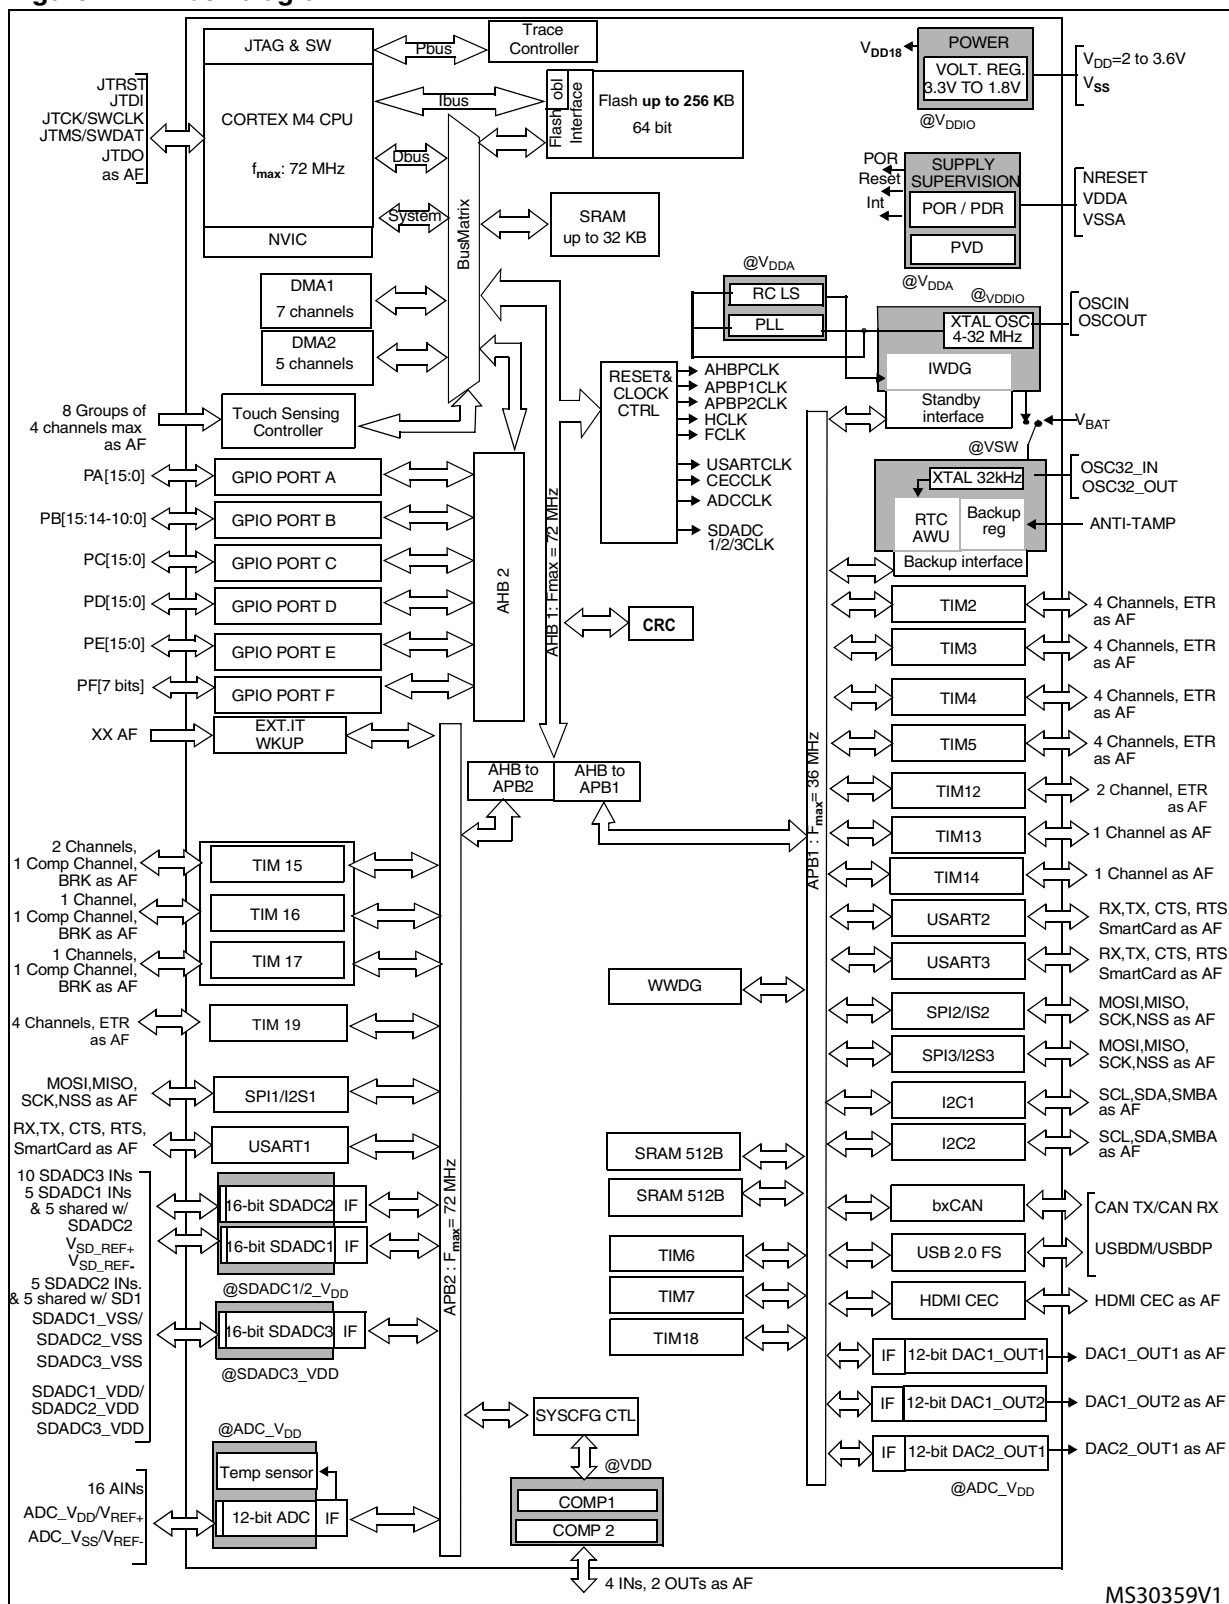 JTAG & SW
Pbus
Trace
Controller
JTRST
JTDI
JTCK/SWCLK
JTMS/SWDAT
JTDO
as AF
CORTEX M4 CPU
fmax: 72 MHz
NVIC
Ibus
Dbus
System
Flash obl
Interface
Flash up to 256 KB
64 bit
BusMatrix
SRAM
up to 32 KB
DMA1
7 channels
DMA2
5 channels
8 Groups of
4 channels max
as AF
Touch Sensing
Controller
VDD18
POWER
VOLT. REG.
3.3V TO 1.8V
VDD=2 to 3.6V
VSS
@VDDIO
POR
Reset
Int
SUPPLY
SUPERVISION
POR / PDR
PVD
NRESET
VDDA
VSSA
@VDDA
@VDDA
RC LS
PLL
@VDDIO
XTAL OSC
4-32 MHz
OSCIN
OSCOUT
IWDG
Standby
interface
VBAT
@VSW
RESET&
CLOCK
CTRL
AHBPCLK
APBP1CLK
APBP2CLK
HCLK
FCLK
USARTCLK
CECCLK
ADCCLK
SDADC
1/2/3CLK
XTAL 32kHz
OSC32_IN
OSC32_OUT
RTC
AWU
Backup
reg
ANTI-TAMP
Backup interface
PA[15:0]
GPIO PORT A
PB[15:14-10:0]
GPIO PORT B
PC[15:0]
GPIO PORT C
PD[15:0]
GPIO PORT D
PE[15:0]
GPIO PORT E
PF[7 bits]
GPIO PORT F
AHB 2
AHB 1: Fmax = 72 MHz
CRC
XX AF
EXT.IT
WKUP
AHB to
APB2
AHB to
APB1
APB1 : Fmax= 36 MHz
TIM2
4 Channels, ETR
as AF
TIM3
4 Channels, ETR
as AF
TIM4
4 Channels, ETR
as AF
TIM5
4 Channels, ETR
as AF
TIM12
2 Channel, ETR
as AF
TIM13
1 Channel as AF
TIM14
1 Channel as AF
USART2
RX,TX, CTS, RTS
SmartCard as AF
USART3
RX,TX, CTS, RTS
SmartCard as AF
SPI2/IS2
MOSI,MISO,
SCK,NSS as AF
SPI3/I2S3
MOSI,MISO,
SCK,NSS as AF
I2C1
SCL,SDA,SMBA
as AF
I2C2
SCL,SDA,SMBA
as AF
bxCAN
CAN TX/CAN RX
USB 2.0 FS
USBDM/USBDP
HDMI CEC
HDMI CEC as AF
IF
12-bit DAC1_OUT1
DAC1_OUT1 as AF
IF
12-bit DAC1_OUT2
DAC1_OUT2 as AF
IF
12-bit DAC2_OUT1
DAC2_OUT1 as AF
@ADC_VDD
2 Channels,
1 Comp Channel,
BRK as AF
TIM 15
1 Channel,
1 Comp Channel,
BRK as AF
TIM 16
1 Channels,
1 Comp Channel,
BRK as AF
TIM 17
4 Channels, ETR
as AF
TIM 19
MOSI,MISO,
SCK,NSS as AF
SPI1/I2S1
RX,TX, CTS, RTS,
SmartCard as AF
USART1
APB2 : Fmax= 72 MHz
WWDG
SRAM 512B
SRAM 512B
TIM6
TIM7
TIM18
10 SDADC3 INs
5 SDADC1 INs
& 5 shared w/
SDADC2
VSD_REF+
VSD_REF-
5 SDADC2 INs.
& 5 shared w/ SD1
SDADC1_VSS/
SDADC2_VSS
SDADC3_VSS
SDADC1_VDD/
SDADC2_VDD
SDADC3_VDD
16-bit SDADC2
IF
16-bit SDADC1
IF
@SDADC1/2_VDD
16-bit SDADC3
IF
@SDADC3_VDD
SYSCFG CTL
@ADC_VDD
Temp sensor
12-bit ADC
IF
16 AINs
ADC_VDD/VREF+
ADC_VSS/VREF-
@VDD
COMP1
COMP 2
4 INs, 2 OUTs as AF
MS30359V1